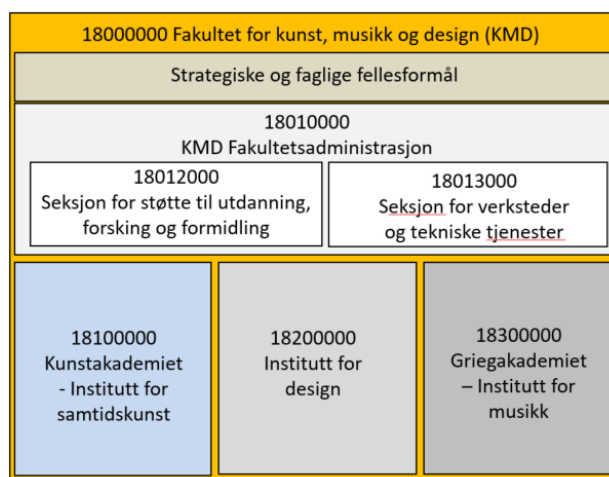 18000000 Fakultet for kunst, musikk og design (KMD)
Strategiske og faglige fellesformål
18010000
KMD Fakultetsadministrasjon
18012000
Seksjon for støtte til utdanning,
forsking og formidling
18013000
Seksjon for verksteder
og tekniske tjenester
18100000
Kunstakademiet
- Institutt for
samtidskunst
18200000
Institutt for
design
18300000
Griegakademiet
– Institutt for
musikk